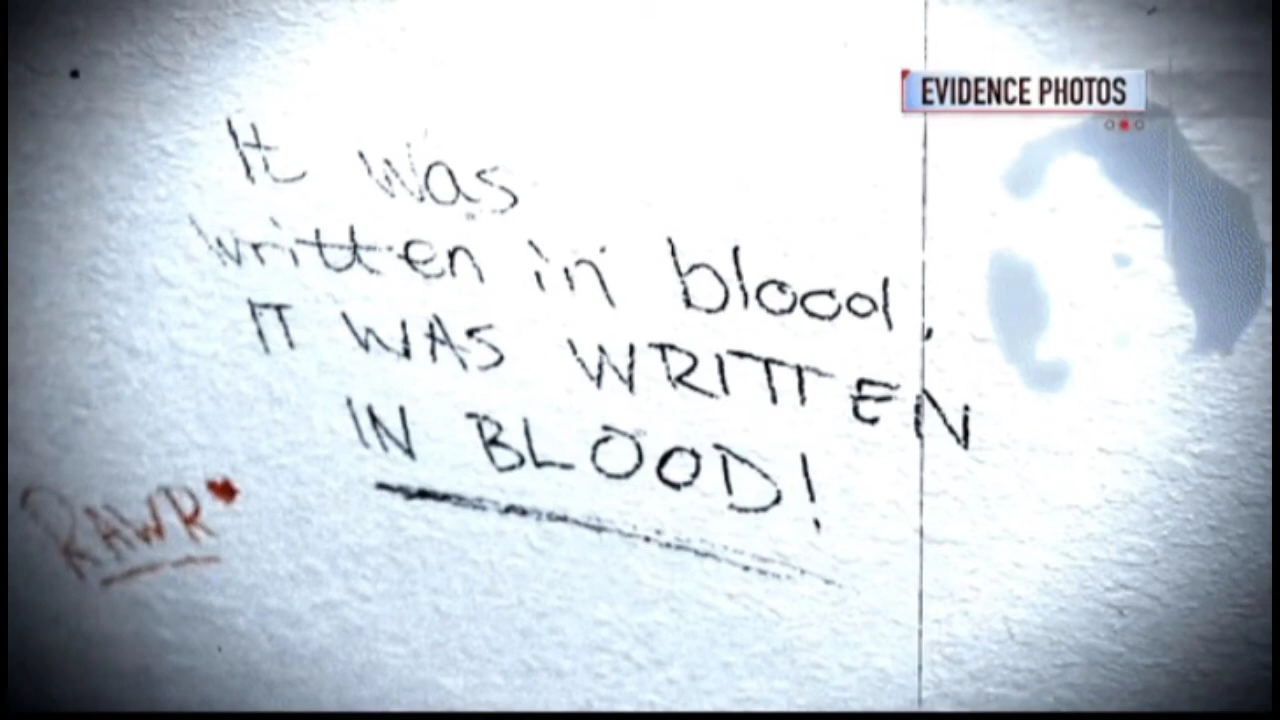 EVIDENCE PHOTOS
It was
written in blood.
IT WAS WRITTEN
IN BLOOD!
RAWR